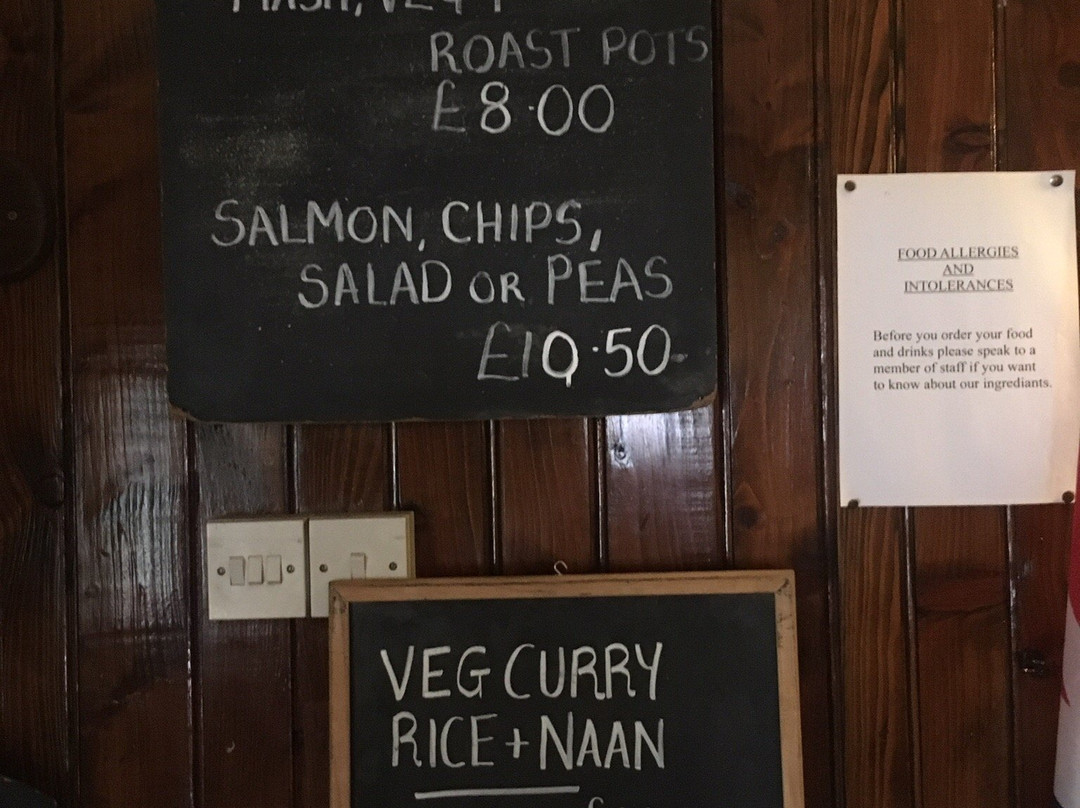 MASH, VEG +
ROAST POTS
£8.00
SALMON, CHIPS,
SALAD OR PEAS
£10.50
FOOD ALLERGIES
AND
INTOLERANCES
Before you order your food
and drinks please speak to a
member of staff if you want
to know about our ingrediants.
VEG CURRY
RICE + NAAN